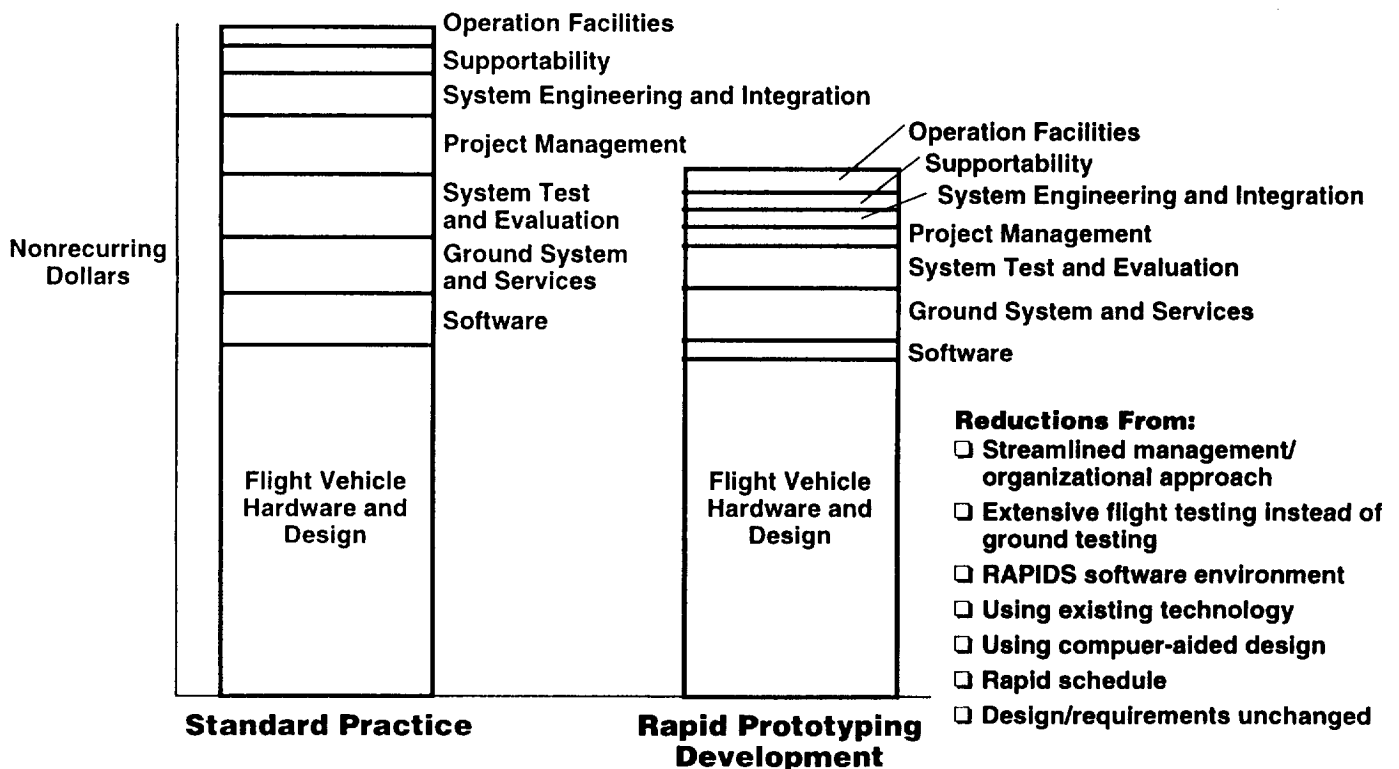 Operation Facilities
Supportability
System Engineering and Integration
Project Management
System Test
and Evaluation
Ground System
and Services
Software
Flight Vehicle
Hardware and
Design
Nonrecurring
Dollars
Standard Practice
Operation Facilities
Supportability
System Engineering and Integration
Project Management
System Test and Evaluation
Ground System and Services
Software
Flight Vehicle
Hardware and
Design
Rapid Prototyping
Development
Reductions From:
❑ Streamlined management/
organizational approach
❑ Extensive flight testing instead of
ground testing
❑ RAPIDS software environment
❑ Using existing technology
❑ Using compuer-aided design
❑ Rapid schedule
❑ Design/requirements unchanged